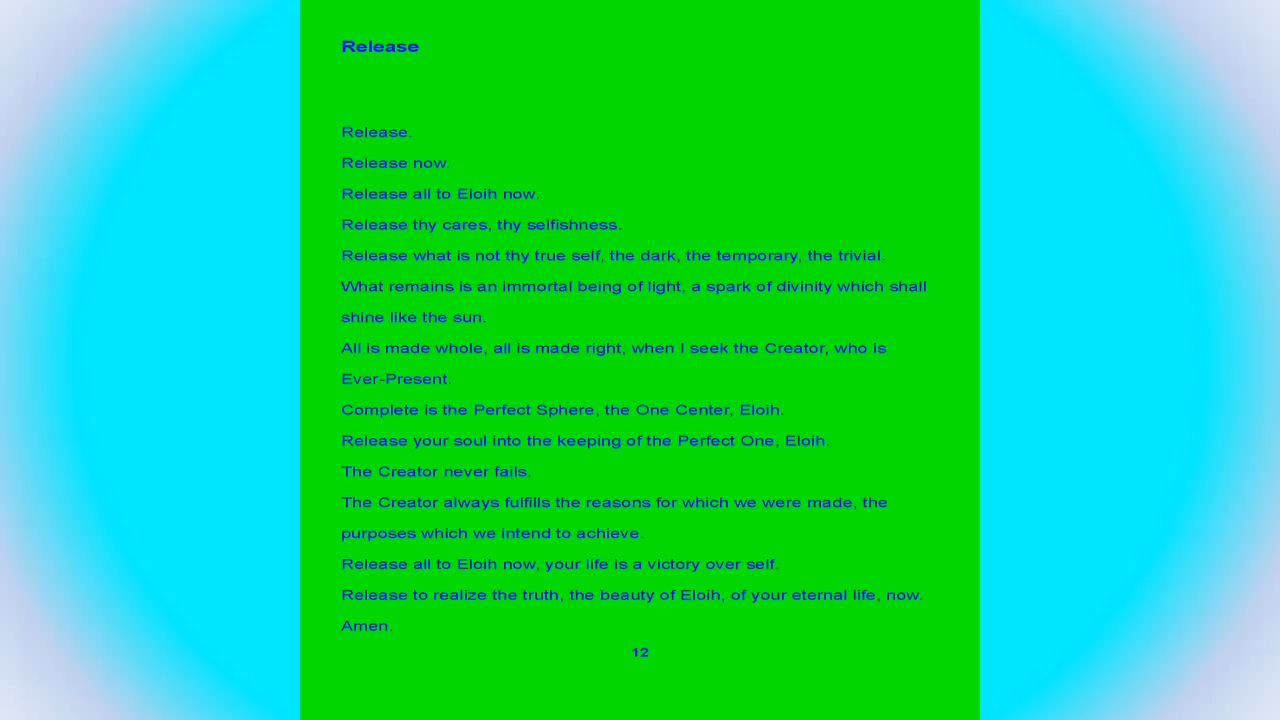 Release
Release.
Release now.
Release all to Eloih now.
Release thy cares, thy selfishness.
Release what is not thy true self, the dark, the temporary, the trivial.
What remains is an immortal being of light, a spark of divinity which shall
shine like the sun.
All is made whole, all is made right, when I seek the Creator, who is
Ever-Present.
Complete is the Perfect Sphere, the One Center, Eloih.
Release your soul into the keeping of the Perfect One, Eloih.
The Creator never fails.
The Creator always fulfills the reasons for which we were made, the
purposes which we intend to achieve.
Release all to Eloih now, your life is a victory over self.
Release to realize the truth, the beauty of Eloih, of your eternal life, now.
Amen.
12